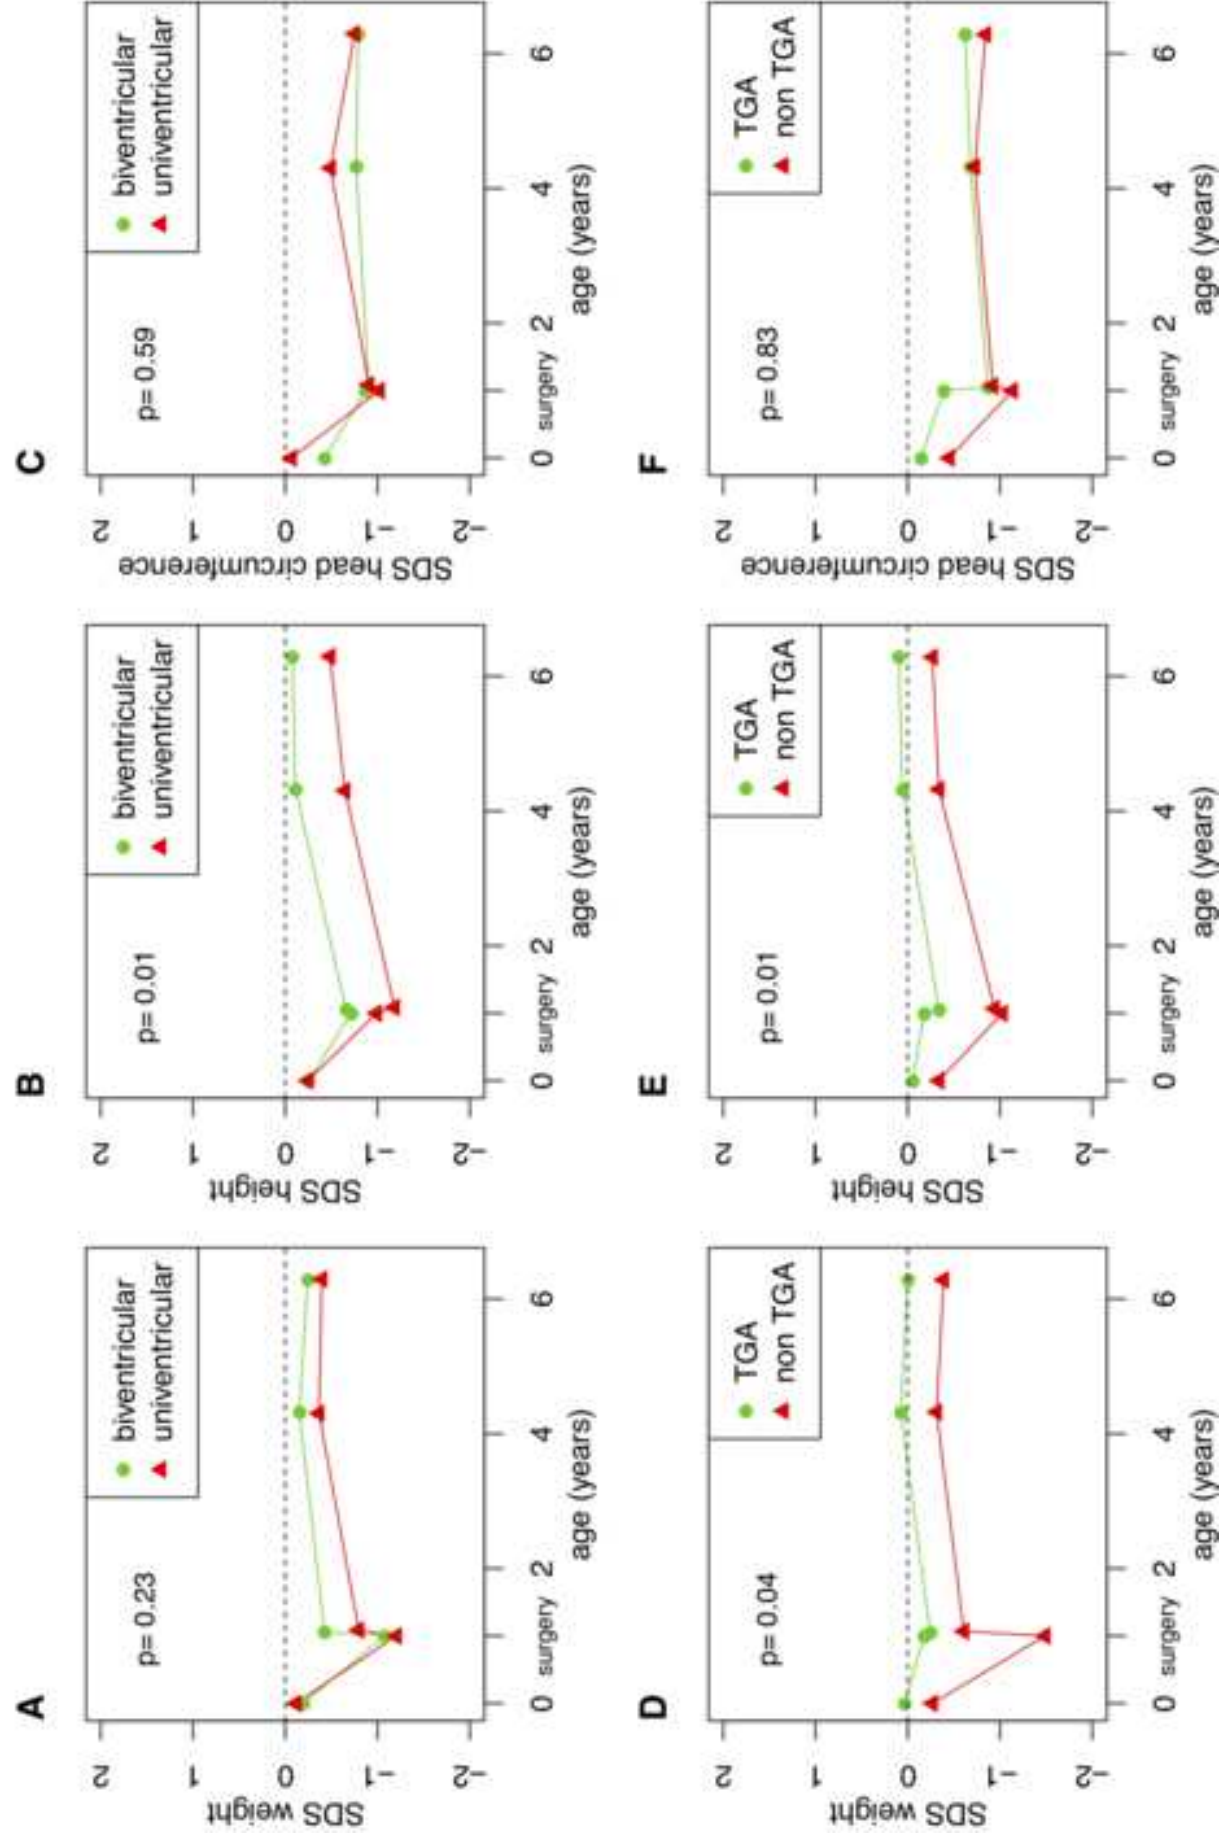 A
2
1
0
-1
-2
SDS weight
p= 0.23
biventricular
univentricular
0 surgery 2 4 6
age (years)
B
2
1
0
-1
-2
SDS height
p= 0.01
biventricular
univentricular
0 surgery 2 4 6
age (years)
C
2
1
0
-1
-2
SDS head circumference
p= 0.59
biventricular
univentricular
0 surgery 2 4 6
age (years)
D
2
1
0
-1
-2
SDS weight
p= 0.04
TGA
non TGA
0 surgery 2 4 6
age (years)
E
2
1
0
-1
-2
SDS height
p= 0.01
TGA
non TGA
0 surgery 2 4 6
age (years)
F
2
1
0
-1
-2
SDS head circumference
p= 0.83
TGA
non TGA
0 surgery 2 4 6
age (years)